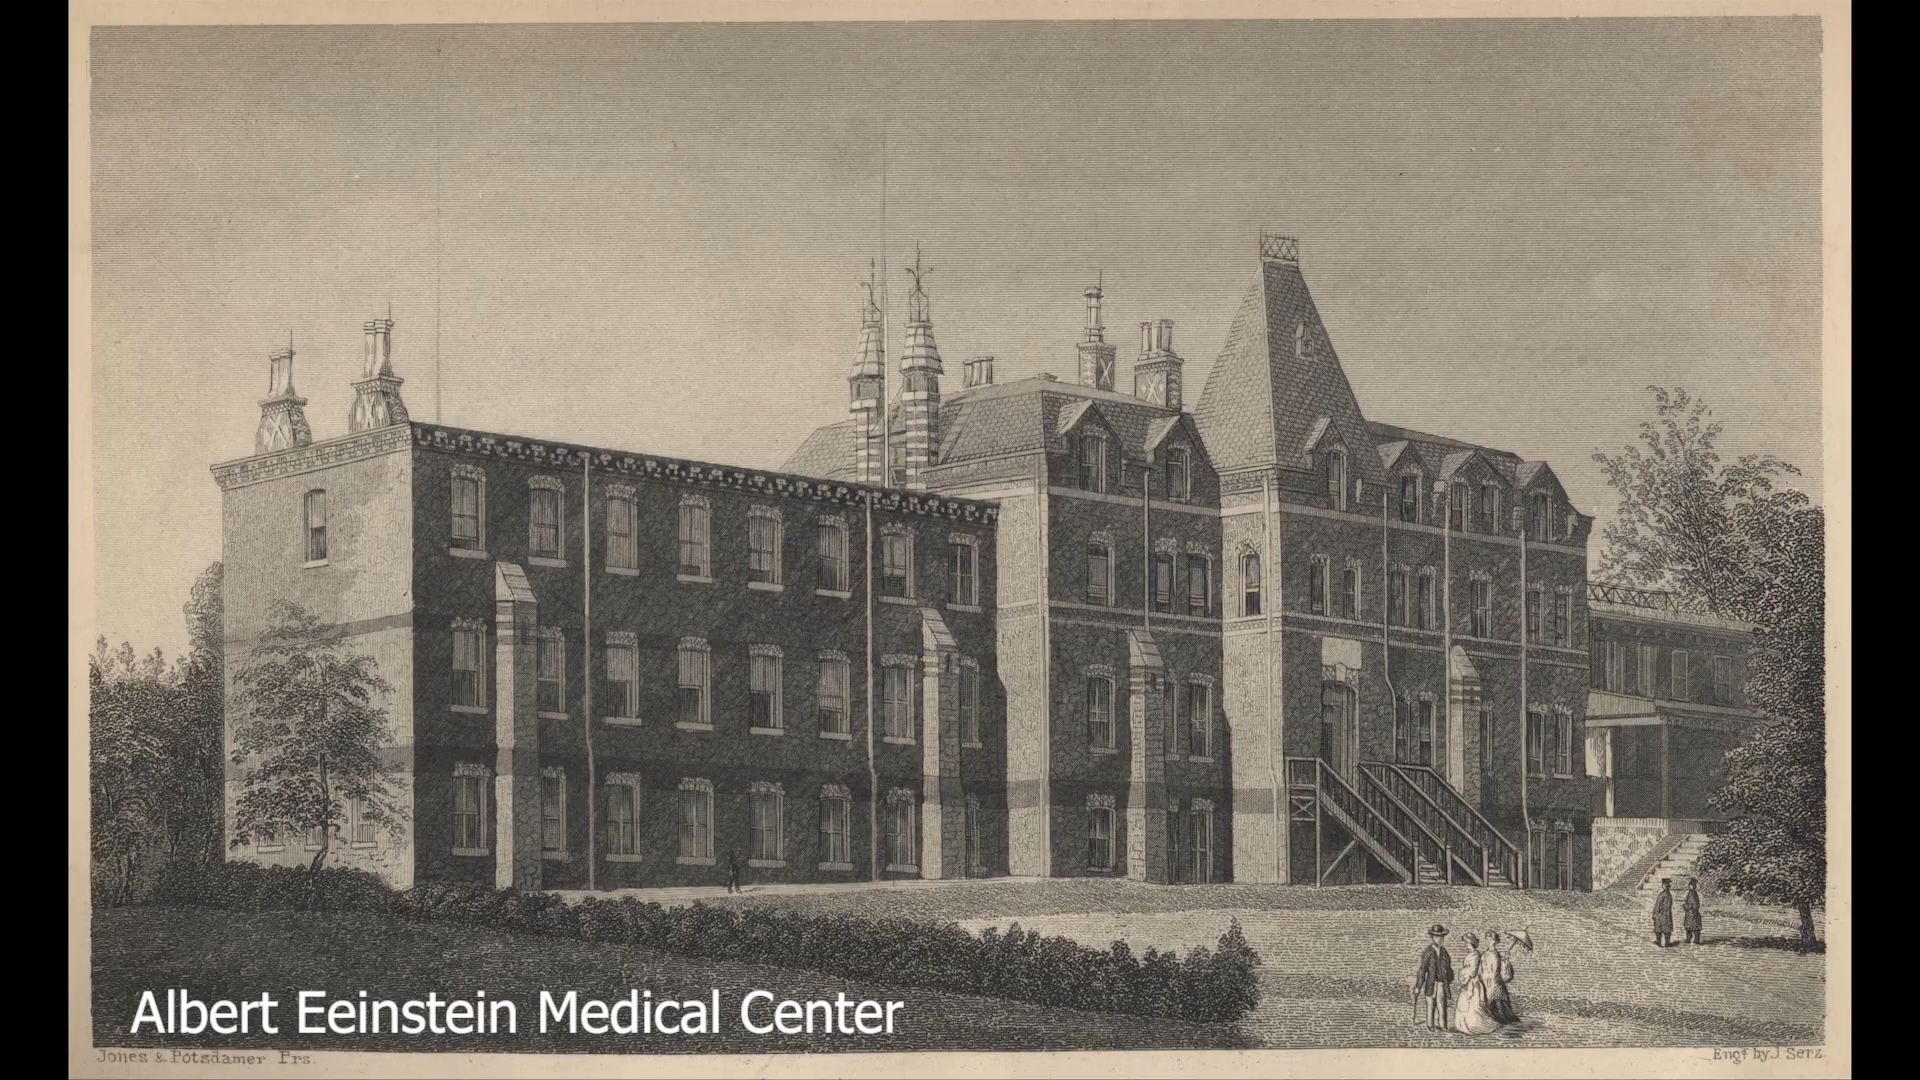 Albert Eeinstein Medical Center
Jones & Potsdamer Prs.
Engd by J Serz.